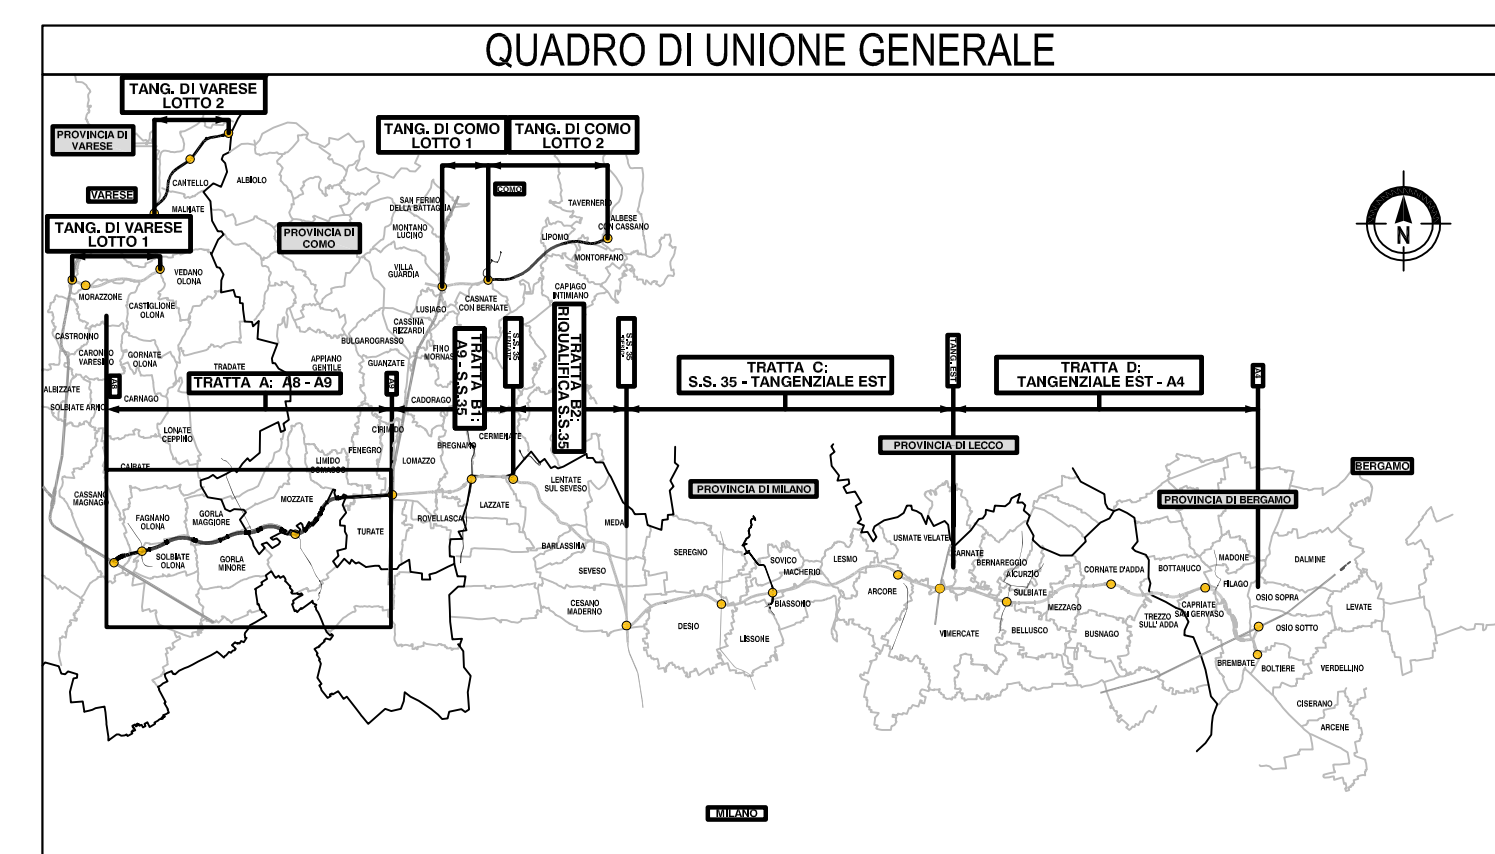 QUADRO DI UNIONE GENERALE
TANG. DI VARESE
LOTTO 2
PROVINCIA DI
VARESE
TANG. DI COMO
LOTTO 1
TANG. DI COMO
LOTTO 2
CANTELLO
ALBIOLO
VARESE
MALNATE
COMO
SAN FERMO
DELLA BATTAGLIA
TAVERNERIO
ALBESE
CON CASSANO
TANG. DI VARESE
LOTTO 1
PROVINCIA DI
COMO
MONTANO
LUCINO
LIPOMO
MONTORFANO
N
VEDANO
OLONA
VILLA
GUARDIA
MORAZZONE
CASTIGLIONE
OLONA
CAPIAGO
INTIMIANO
CASNATE
CON BERNATE
LUSIAGO
CASSINA
RIZZARDI
CASTRONNO
BULGAROGRASSO
FINO
MORNAS
CARONNO
VARESINO
GORNATE
OLONA
TRADATE
APPIANO
GENTILE
GUANZATE
TRATTA B1:
A9 - S.S.35
S.S. 35
TRATTA B2:
RIQUALIFICA S.S.35
S.S. 35
TANG. EST
ALBIZZATE
A8
TRATTA A: A8 - A9
A9
TRATTA C:
S.S. 35 - TANGENZIALE EST
TRATTA D:
TANGENZIALE EST - A4
A4
SOLBIATE ARNO
CARNAGO
CADORAGO
LONATE
CEPPINO
CIRIMIDO
CERMENATE
FENEGRO
BREGNANO
PROVINCIA DI LECCO
CAIRATE
LIMIDO
COMASCO
LOMAZZO
BERGAMO
CASSANO
MAGNAGO
MOZZATE
LENTATE
SUL SEVESO
PROVINCIA DI MILANO
PROVINCIA DI BERGAMO
FAGNANO
OLONA
GORLA
MAGGIORE
TURATE
ROVELLASCA
LAZZATE
MEDA
SOLBIATE
OLONA
GORLA
MINORE
BARLASSINA
SEREGNO
SOVICO
MACHERIO
LESMO
USMATE VELATE
CARNATE
BERNAREGGIO
AICURZIO
CORNATE D'ADDA
BOTTANUCO
MADONE
DALMINE
SEVESO
FILAGO
ARCORE
SULBIATE
OSIO SOPRA
CESANO
MADERNO
BIASSONO
MEZZAGO
CAPRIATE
SAN GERVASO
LEVATE
DESIO
LISSONE
VIMERCATE
BELLUSCO
BUSNAGO
TREZZO
SULL' ADDA
OSIO SOTTO
BREMBATE
BOLTIERE
VERDELLINO
CISERANO
ARCENE
MILANO